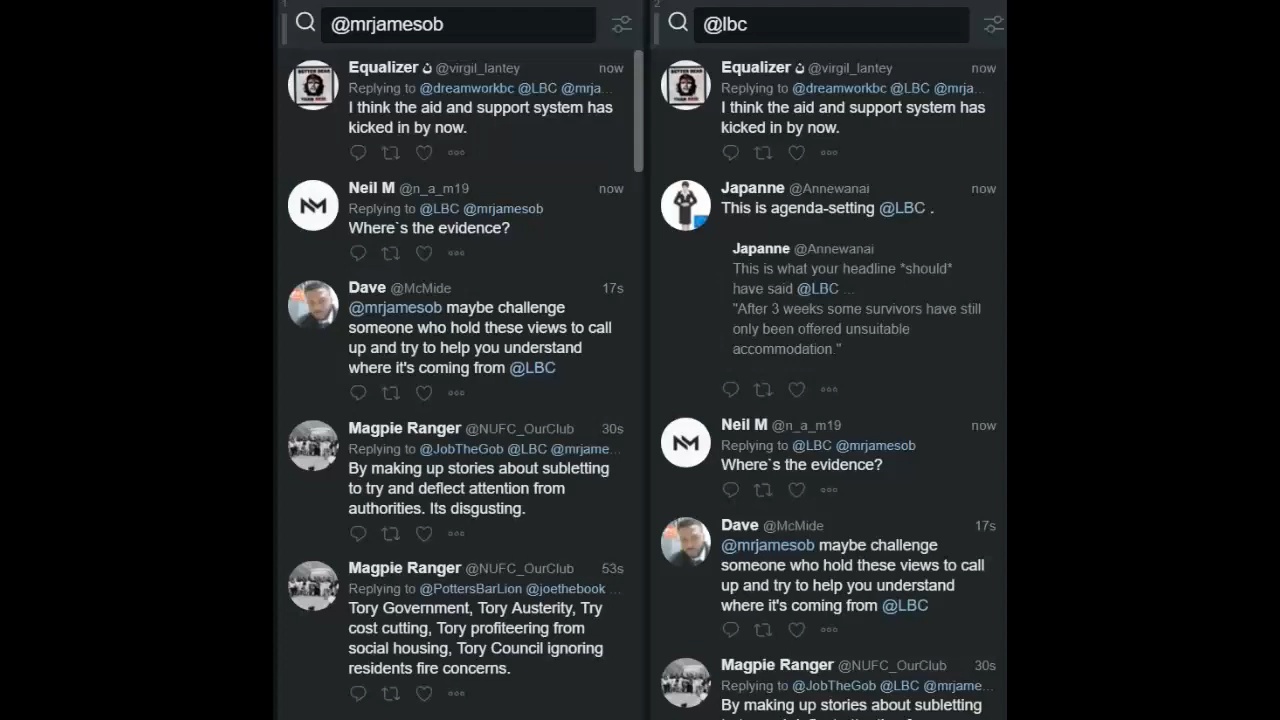 1
@mrjamesob
Equalizer ن @virgil_lantey now
Replying to @dreamworkbc @LBC @mrja...
I think the aid and support system has
kicked in by now.
Neil M @n_a_m19 now
Replying to @LBC @mrjamesob
Where`s the evidence?
Dave @McMide 17s
@mrjamesob maybe challenge
someone who hold these views to call
up and try to help you understand
where it's coming from @LBC
Magpie Ranger @NUFC_OurClub 30s
Replying to @JobTheGob @LBC @mrjame...
By making up stories about subletting
to try and deflect attention from
authorities. Its disgusting.
Magpie Ranger @NUFC_OurClub 53s
Replying to @PottersBarLion @joethebook ...
Tory Government, Tory Austerity, Try
cost cutting, Tory profiteering from
social housing, Tory Council ignoring
residents fire concerns.
2
@lbc
Equalizer ن @virgil_lantey now
Replying to @dreamworkbc @LBC @mrja...
I think the aid and support system has
kicked in by now.
Japanne @Annewanai now
This is agenda-setting @LBC .
Japanne @Annewanai
This is what your headline *should*
have said @LBC ...
"After 3 weeks some survivors have still
only been offered unsuitable
accommodation."
Neil M @n_a_m19 now
Replying to @LBC @mrjamesob
Where`s the evidence?
Dave @McMide 17s
@mrjamesob maybe challenge
someone who hold these views to call
up and try to help you understand
where it's coming from @LBC
Magpie Ranger @NUFC_OurClub 30s
Replying to @JobTheGob @LBC @mrjame...
By making up stories about subletting